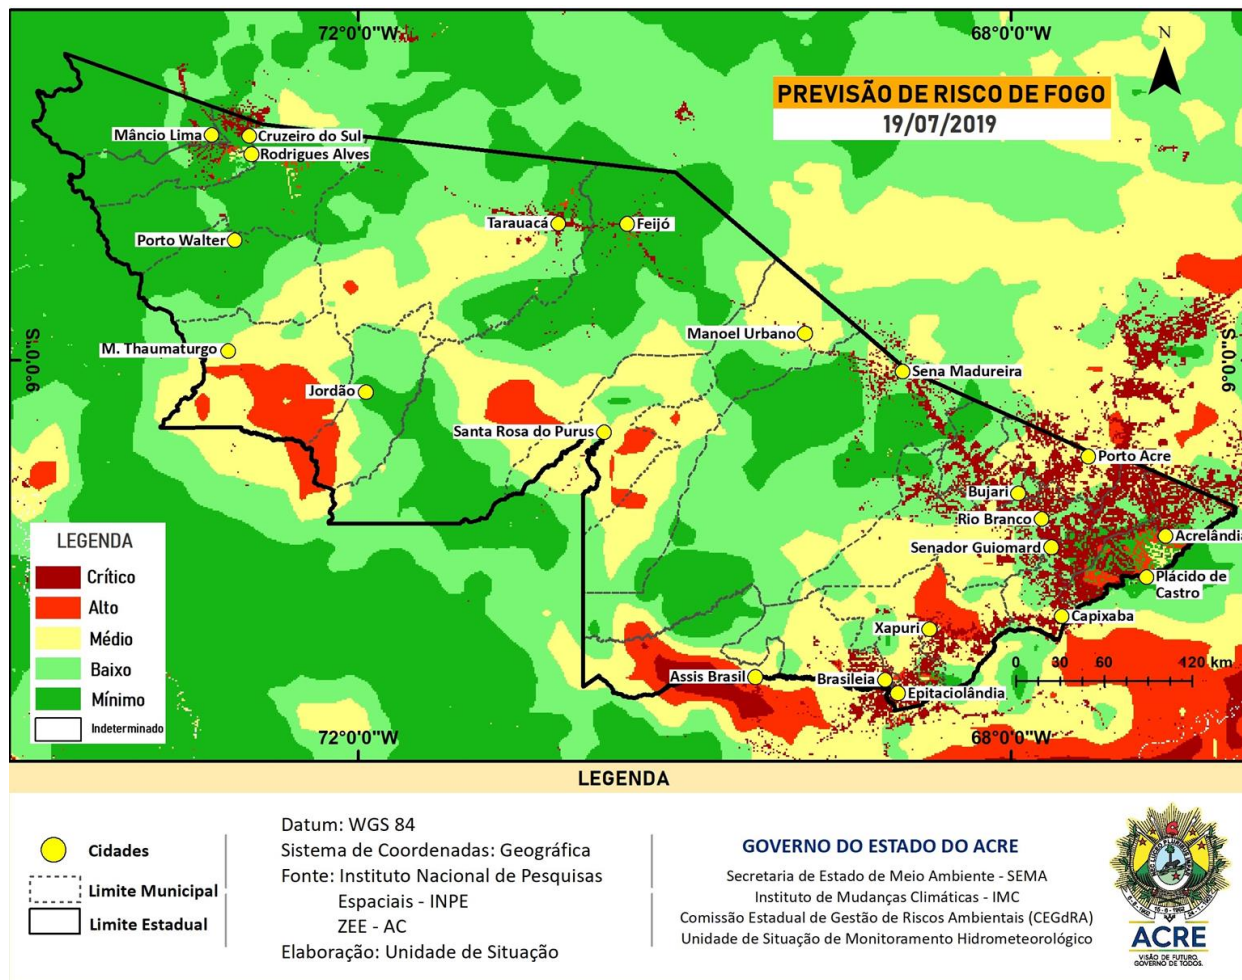 72°0'0"W
68°0'0"W
N
PREVISÃO DE RISCO DE FOGO
19/07/2019
Mâncio Lima
Cruzeiro do Sul
Rodrigues Alves
Tarauacá
Feijó
Porto Walter
Manoel Urbano
9°0'0"S
9°0'0"S
M. Thaumaturgo
Sena Madureira
Jordão
Santa Rosa do Purus
Porto Acre
Bujari
Rio Branco
Acrelândia
Senador Guiomard
Plácido de
Castro
Capixaba
Xapuri
Assis Brasil
Brasileia
Epitaciolândia
0 30 60 120 km
LEGENDA
Crítico
Alto
Médio
Baixo
Mínimo
Indeterminado
72°0'0"W
68°0'0"W
LEGENDA
Cidades
Limite Municipal
Limite Estadual
Datum: WGS 84
Sistema de Coordenadas: Geográfica
Fonte: Instituto Nacional de Pesquisas
Espaciais - INPE
ZEE - AC
Elaboração: Unidade de Situação
GOVERNO DO ESTADO DO ACRE
Secretaria de Estado de Meio Ambiente - SEMA
Instituto de Mudanças Climáticas - IMC
Comissão Estadual de Gestão de Riscos Ambientais (CEGdRA)
Unidade de Situação de Monitoramento Hidrometeorológico
ACRE
VISÃO DE FUTURO.
GOVERNO DE TODOS.